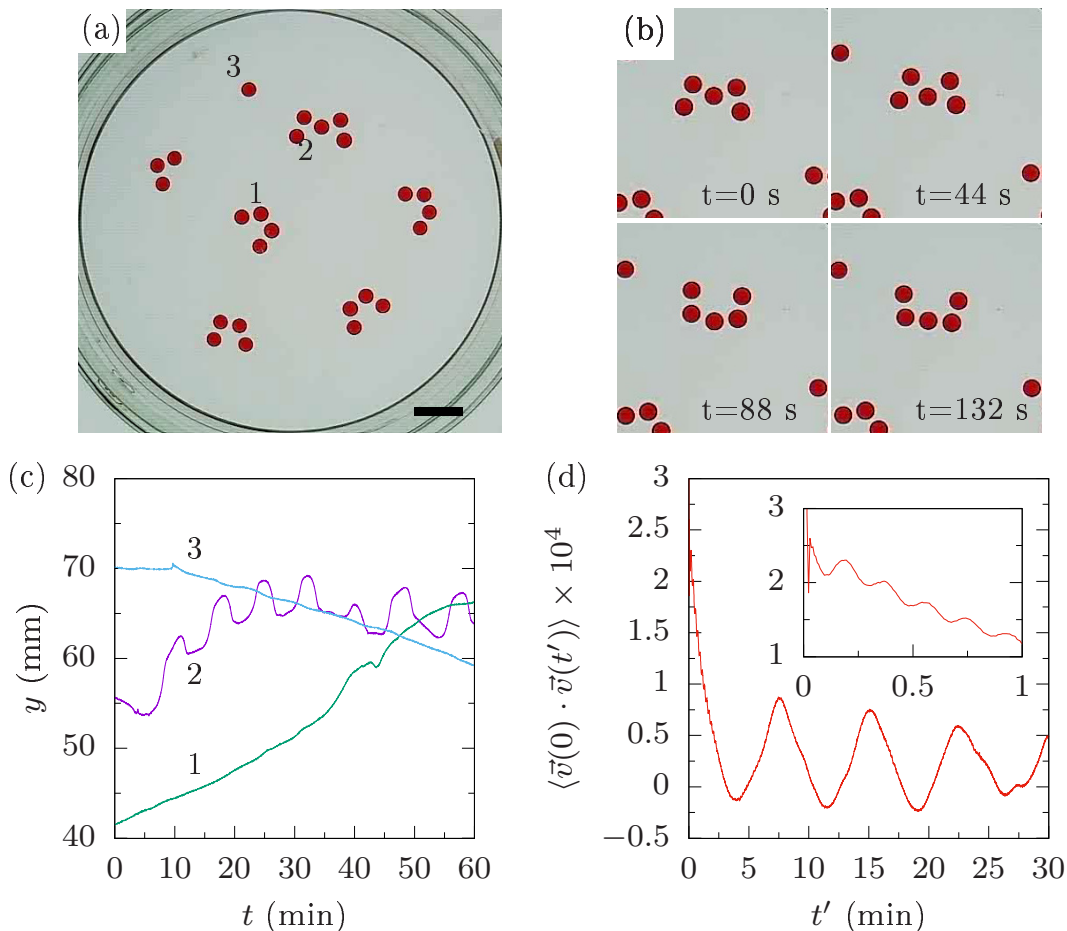 (a)
3
2
1
(b)
t=0 s
t=44 s
t=88 s
t=132 s
(c)
80
70
60
50
40
y (mm)
3
2
1
0 10 20 30 40 50 60
t (min)
(d)
3
2.5
2
1.5
1
0.5
0
−0.5
⟨v⃗(0) · v⃗(t′)⟩ × 10⁴
3
2
1
0 0.5 1
0 5 10 15 20 25 30
t′ (min)